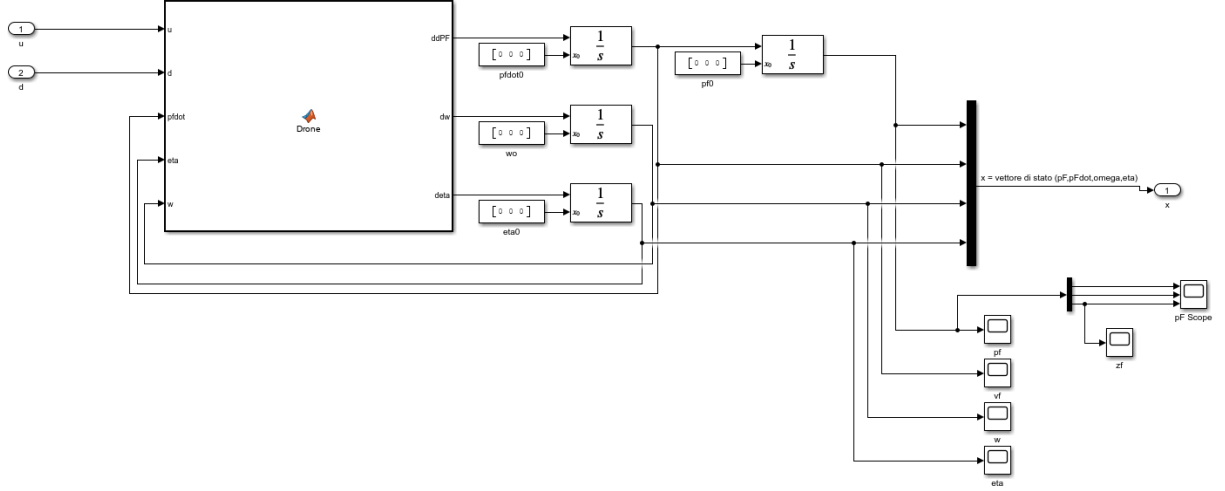 1
u
2
d
u
d
pfdot
eta
w
Drone
ddPF
dw
deta
[0 0 0]
pfdot0
x₀
1
s
[0 0 0]
wo
x₀
1
s
[0 0 0]
eta0
x₀
1
s
[0 0 0]
pf0
x₀
1
s
x = vettore di stato (pF,pFdot,omega,eta)
1
x
pF Scope
zf
pf
vf
w
eta